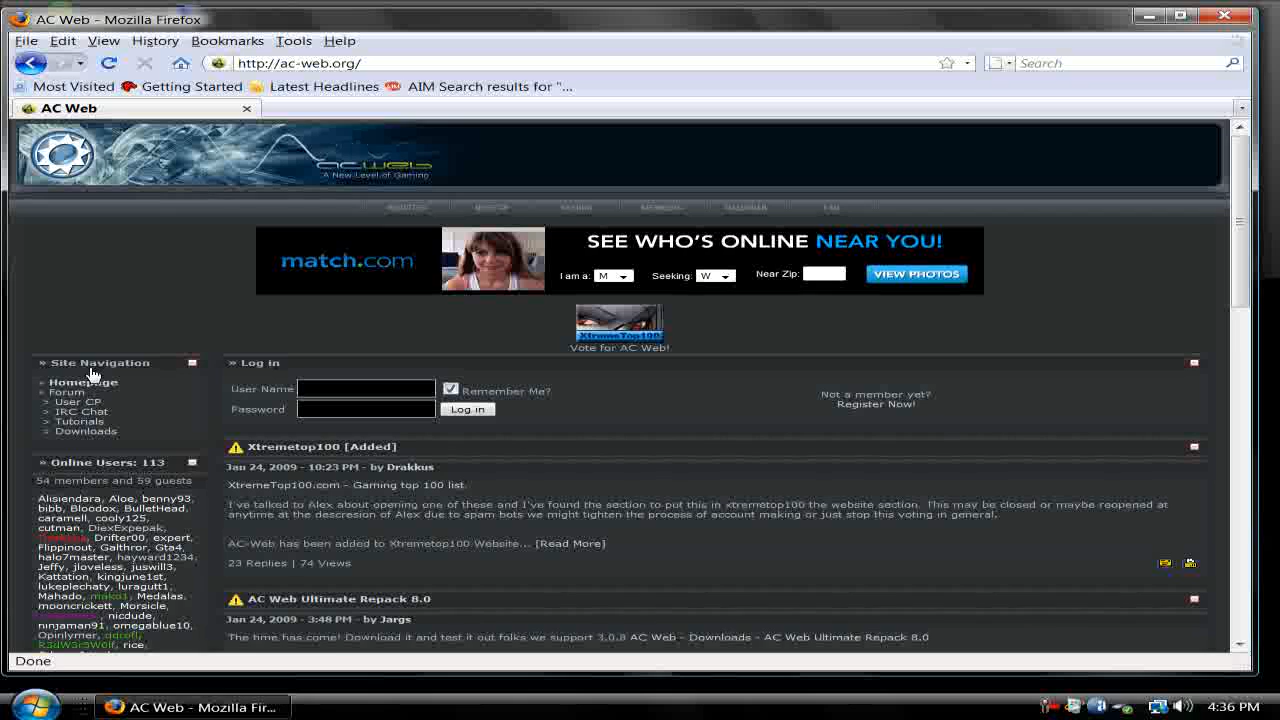 AC Web - Mozilla Firefox
File Edit View History Bookmarks Tools Help
http://ac-web.org/
Search
Most Visited Getting Started Latest Headlines AIM Search results for "...
AC Web
acweb
A New Level of Gaming
match.com
SEE WHO'S ONLINE NEAR YOU!
I am a: M Seeking: W Near Zip: VIEW PHOTOS
XtremeTop100
Vote for AC Web!
» Site Navigation
» Homepage
» Forum
> User CP
> IRC Chat
> Tutorials
> Downloads
» Online Users: 113
54 members and 59 guests
Alisiendara, Aloe, benny93,
bibb, Bloodox, BulletHead,
caramell, cooly125,
cutman, DiexExpepak,
Drifter00, expert,
Flippinout, Galthror, Gta4,
halo7master, hayward1234,
Jeffy, jloveless, juswill3,
Kattation, kingjune1st,
lukeplechaty, luragutt1,
Mahado, mako1, Medalas,
mooncrickett, Morsicle,
nicdude,
ninjaman91, omegablue10,
Opinlymer,
R3dW3r3W0lf, rice,
» Log in
User Name
Remember Me?
Password
Log in
Not a member yet?
Register Now!
Xtremetop100 [Added]
Jan 24, 2009 - 10:23 PM - by Drakkus
XtremeTop100.com - Gaming top 100 list.
I've talked to Alex about opening one of these and I've found the section to put this in xtremetop100 the website section. This may be closed or maybe reopened at
anytime at the descresion of Alex due to spam bots we might tighten the process of account making or just stop this voting in general.
AC-Web has been added to Xtremetop100 Website... [Read More]
23 Replies | 74 Views
AC Web Ultimate Repack 8.0
Jan 24, 2009 - 3:48 PM - by Jargs
The time has come! Download it and test it out folks we support 3.0.8 AC Web - Downloads - AC Web Ultimate Repack 8.0
Done
AC Web - Mozilla Fir...
4:36 PM